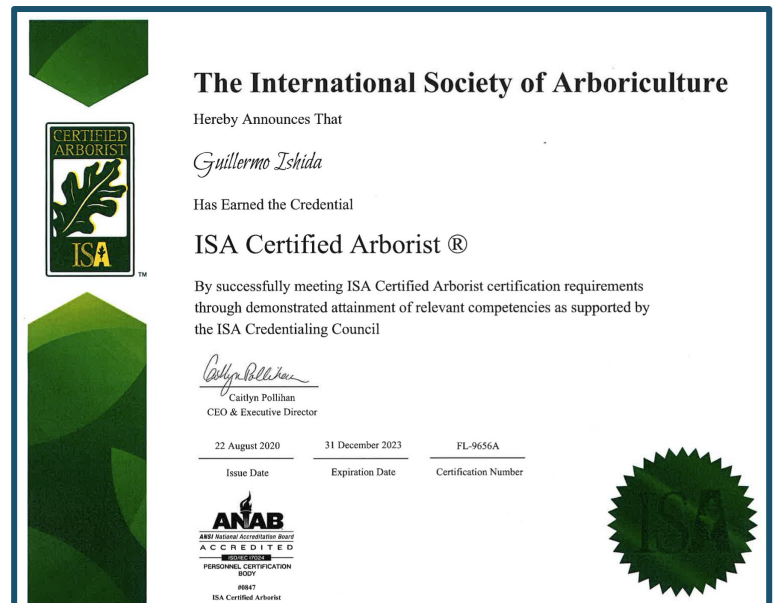 The International Society of Arboriculture
Hereby Announces That
Guillermo Ishida
Has Earned the Credential
ISA Certified Arborist ®
By successfully meeting ISA Certified Arborist certification requirements
through demonstrated attainment of relevant competencies as supported by
the ISA Credentialing Council
CERTIFIED
ARBORIST
ISA
TM
Caitlyn Pollihan
Caitlyn Pollihan
CEO & Executive Director
22 August 2020 31 December 2023 FL-9656A
Issue Date Expiration Date Certification Number
ANAB
ANSI National Accreditation Board
ACCREDITED
ISO/IEC 17024
PERSONNEL CERTIFICATION
BODY
#0847
ISA Certified Arborist
ISA